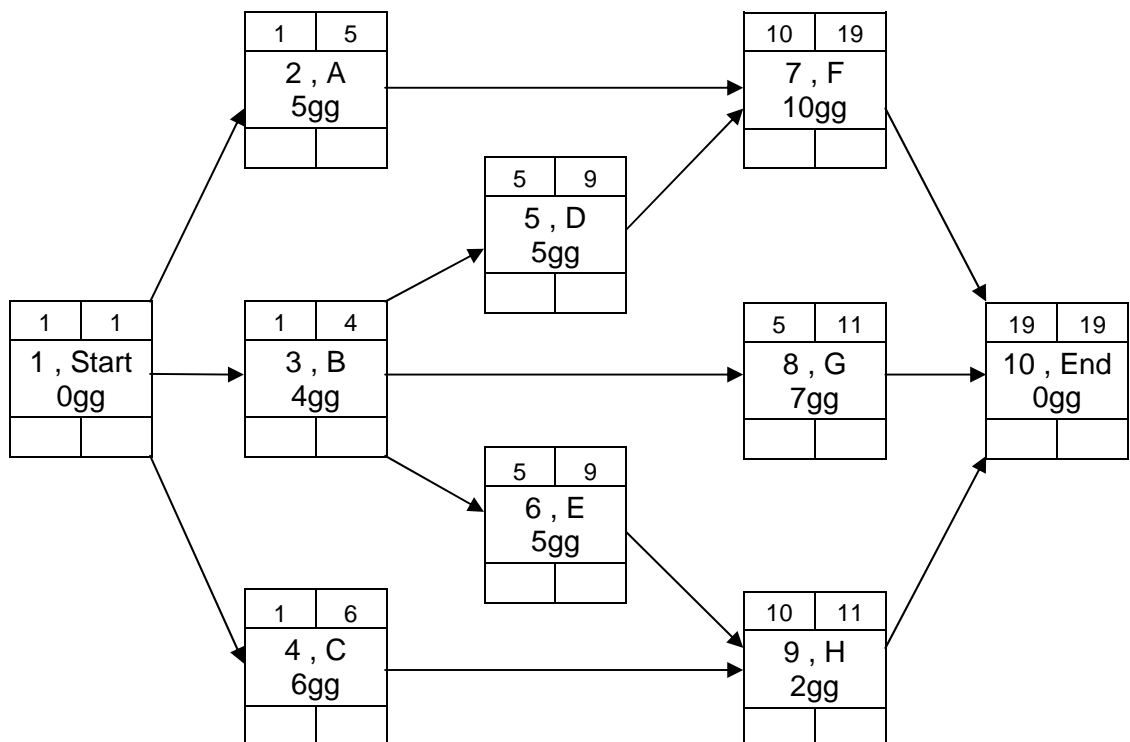 1 5
2 , A
5gg
10 19
7 , F
10gg
5 9
5 , D
5gg
1 1
1 , Start
0gg
1 4
3 , B
4gg
5 11
8 , G
7gg
19 19
10 , End
0gg
5 9
6 , E
5gg
1 6
4 , C
6gg
10 11
9 , H
2gg